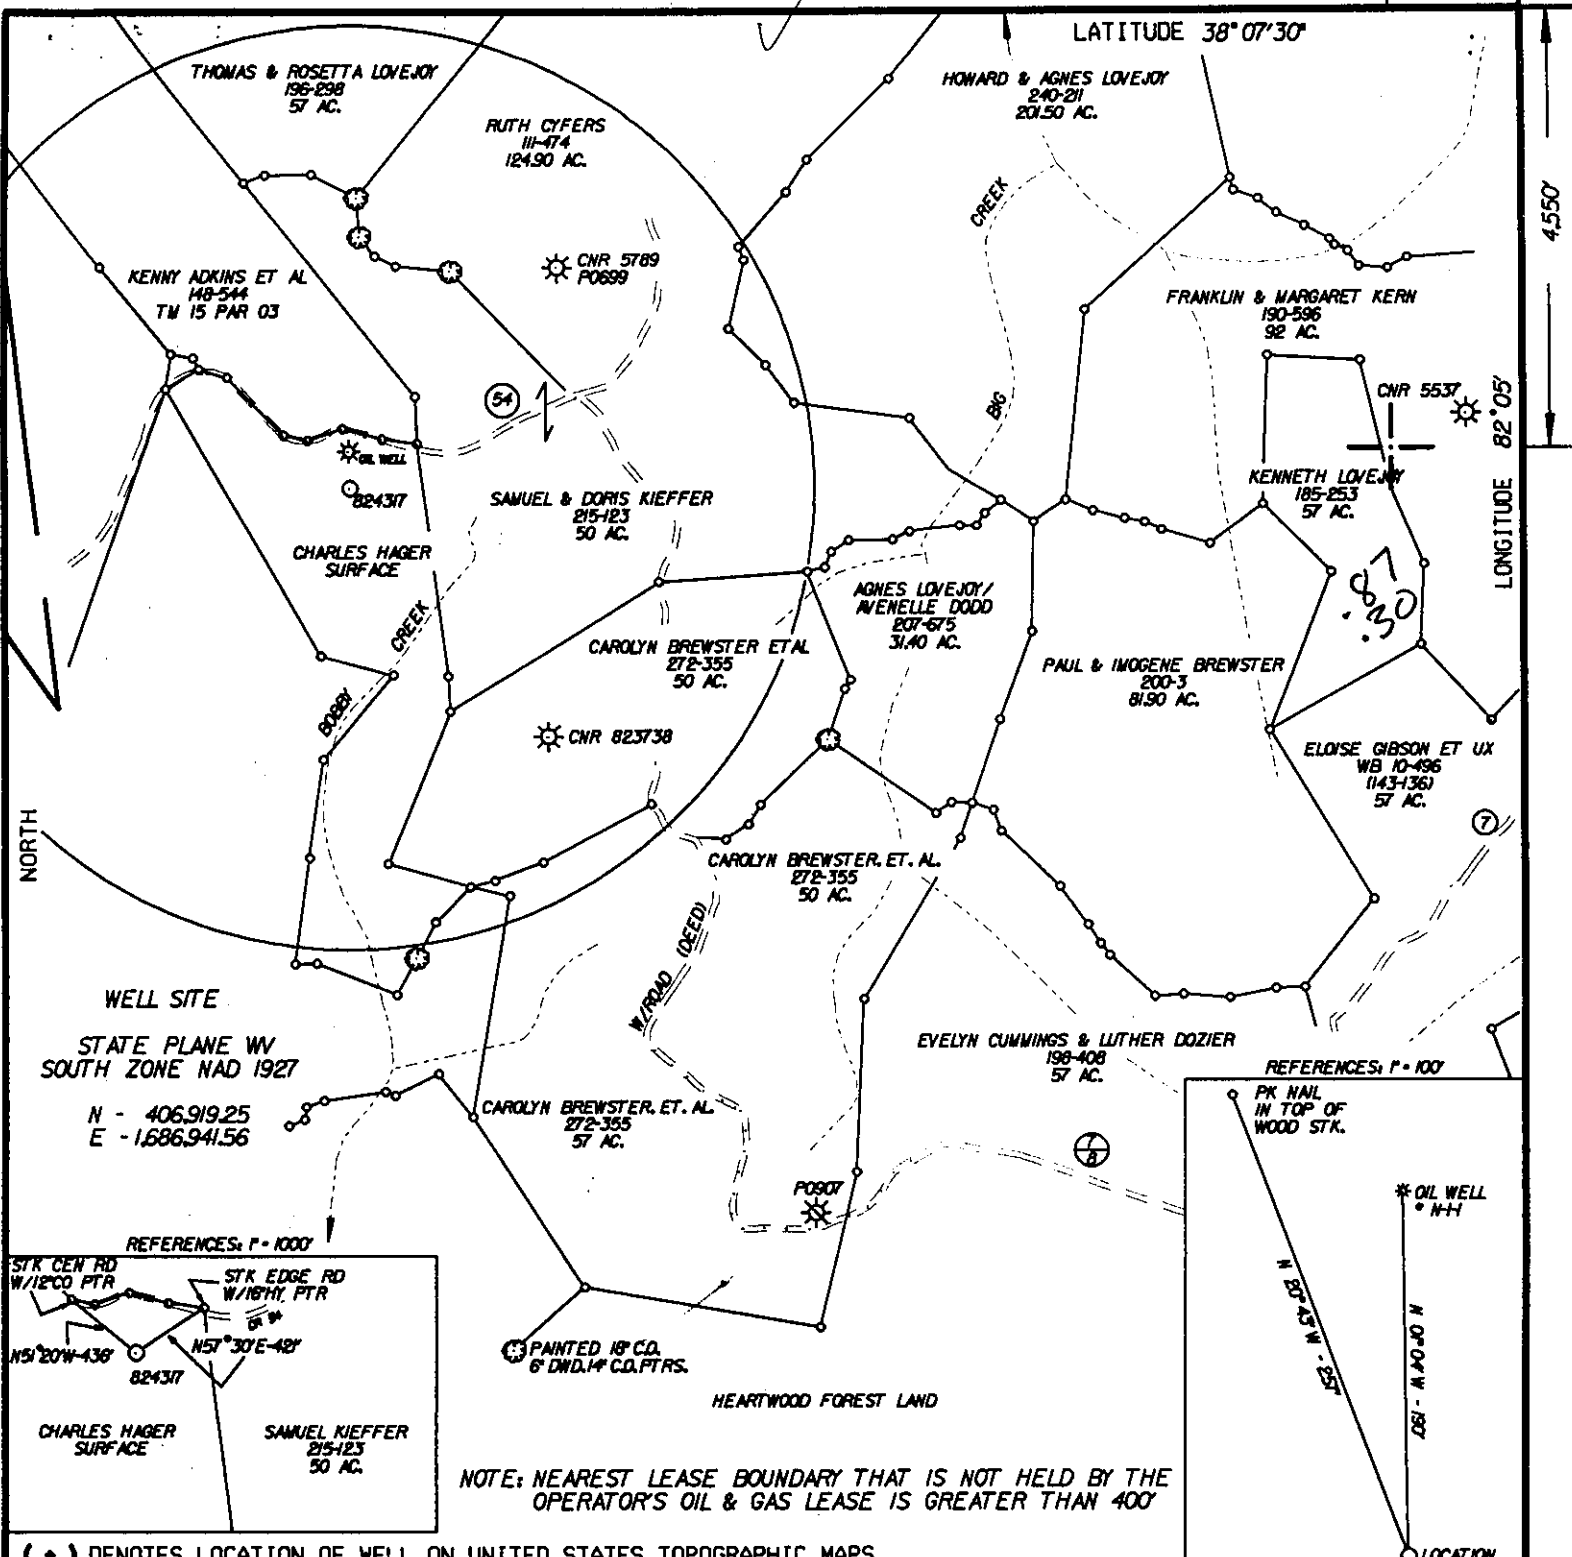 LATITUDE 38°07'30"
THOMAS & ROSETTA LOVEJOY
196-298
57 AC.
HOWARD & AGNES LOVEJOY
240-211
201.50 AC.
RUTH CYFERS
111-474
124.90 AC.
4,550'
CREEK
CNR 5789
P0699
KENNY ADKINS ET AL
148-544
TM 15 PAR 03
FRANKLIN & MARGARET KERN
190-596
92 AC.
CNR 5537
54
BIG
LONGITUDE 82°05'
OIL WELL
824317
SAMUEL & DORIS KIEFFER
215-123
50 AC.
KENNETH LOVEJOY
185-253
57 AC.
CHARLES HAGER
SURFACE
.87
.30
AGNES LOVEJOY/
AVENELLE DODD
207-675
31.40 AC.
CREEK
BOBBY
CAROLYN BREWSTER ET AL
272-355
50 AC.
PAUL & IMOGENE BREWSTER
200-3
81.90 AC.
CNR 823738
ELOISE GIBSON ET UX
WB 10-496
(143-136)
57 AC.
7
NORTH
CAROLYN BREWSTER. ET. AL.
272-355
50 AC.
W/ROAD (DEED)
WELL SITE
STATE PLANE WV
SOUTH ZONE NAD 1927
N - 406,919.25
E - 1,686,941.56
EVELYN CUMMINGS & LUTHER DOZIER
198-408
57 AC.
REFERENCES: 1" = 100'
PK NAIL
IN TOP OF
WOOD STK.
CAROLYN BREWSTER. ET. AL.
272-355
57 AC.
7
8
P0907
OIL WELL
N-H
REFERENCES: 1" = 1000'
STK CEN RD
W/12"CO PTR
STK EDGE RD
W/16"HY PTR
CR 54
N51°20'W-436'
N57°30'E-421'
824317
N 20°43' W - 257'
N 0°04' W - 190'
PAINTED 18" C.O.
6" DWD.14" C.O.PTRS.
HEARTWOOD FOREST LAND
CHARLES HAGER
SURFACE
SAMUEL KIEFFER
215-123
50 AC.
NOTE: NEAREST LEASE BOUNDARY THAT IS NOT HELD BY THE
OPERATOR'S OIL & GAS LEASE IS GREATER THAN 400'
LOCATION
(+) DENOTES LOCATION OF WELL ON UNITED STATES TOPOGRAPHIC MAPS